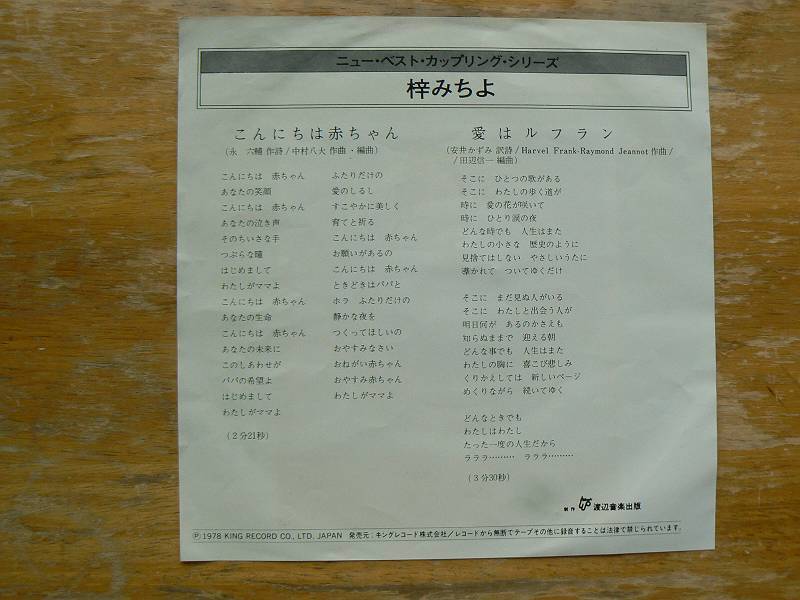 ニュー・ベスト・カップリング・シリーズ
梓みちよ
こんにちは赤ちゃん
(永 六輔 作詩/中村八大 作曲・編曲)
こんにちは 赤ちゃん
あなたの笑顔
こんにちは 赤ちゃん
あなたの泣き声
そのちいさな手
つぶらな瞳
はじめまして
わたしがママよ
こんにちは 赤ちゃん
あなたの生命
こんにちは 赤ちゃん
あなたの未来に
このしあわせが
パパの希望よ
はじめまして
わたしがママよ
ふたりだけの
愛のしるし
すこやかに美しく
育てと祈る
こんにちは 赤ちゃん
お願いがあるの
こんにちは 赤ちゃん
ときどきはパパと
ホラ ふたりだけの
静かな夜を
つくってほしいの
おやすみなさい
おねがい赤ちゃん
おやすみ赤ちゃん
わたしがママよ
(2分21秒)
愛はルフラン
(安井かずみ 訳詩/Harvel Frank-Raymond Jeannot 作曲/
/田辺信一 編曲)
そこに ひとつの歌がある
そこに わたしの歩く道が
時に 愛の花が咲いて
時に ひとり涙の夜
どんな時でも 人生はまた
わたしの小さな 歴史のように
見捨てはしない やさしいうたに
導かれて ついてゆくだけ
そこに まだ見ぬ人がいる
そこに わたしと出会う人が
明日何が あるのかさえも
知らぬままで 迎える朝
どんな事でも 人生はまた
わたしの胸に 喜こび悲しみ
くりかえしては 新しいページ
めくりながら 続いてゆく
どんなときでも
わたしはわたし
たった一度の人生だから
ラララ……… ラララ………
(3分30秒)
制作 渡辺音楽出版
Ⓟ1978 KING RECORD CO., LTD. JAPAN 発売元:キングレコード株式会社/レコードから無断でテープその他に録音することは法律で禁じられています。